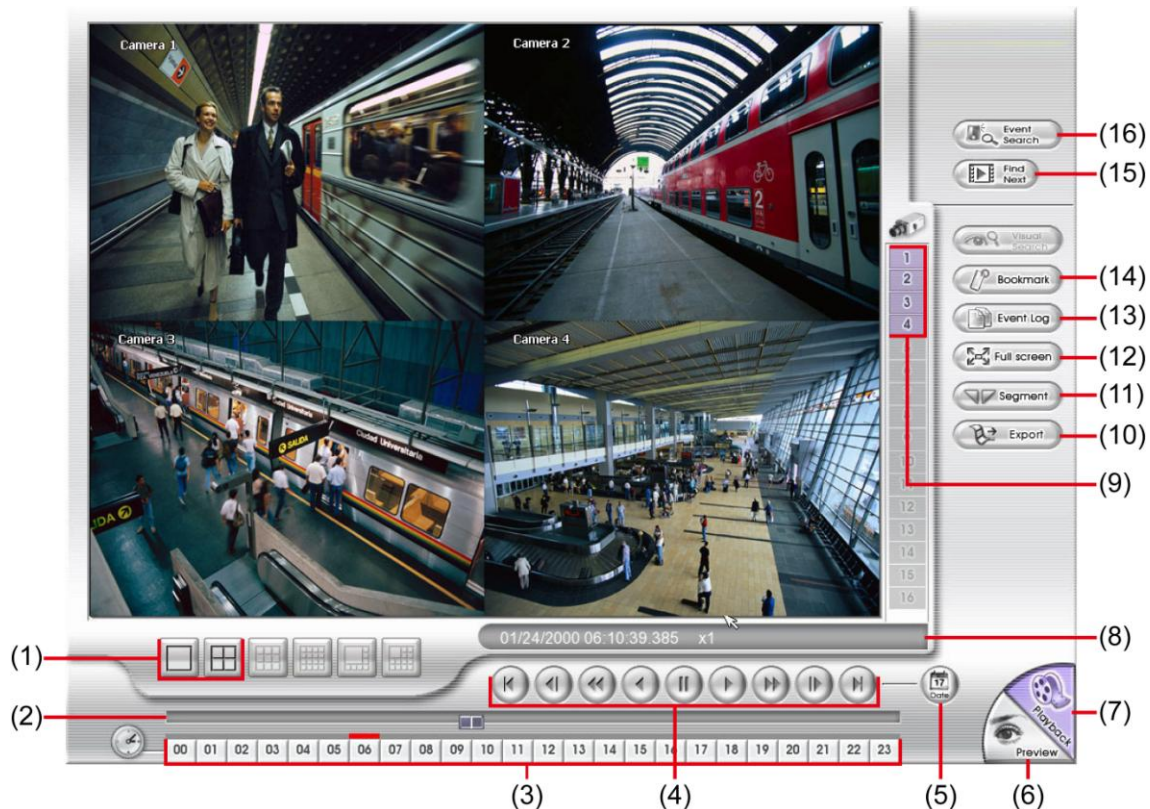 Camera 1
Camera 2
Camera 3
Camera 4
SALIDA
Ciudad Universitaria
2
1
2
3
4
10
12
13
14
15
16
Event Search
(16)
Find Next
(15)
Visual Search
Bookmark
(14)
Event Log
(13)
Full screen
(12)
Segment
(11)
Export
(10)
(9)
01/24/2000 06:10:39.385 x1
(8)
(1)
17
Date
Playback
(7)
(2)
00 01 02 03 04 05 06 07 08 09 10 11 12 13 14 15 16 17 18 19 20 21 22 23
Preview
(3)
(4)
(5)
(6)